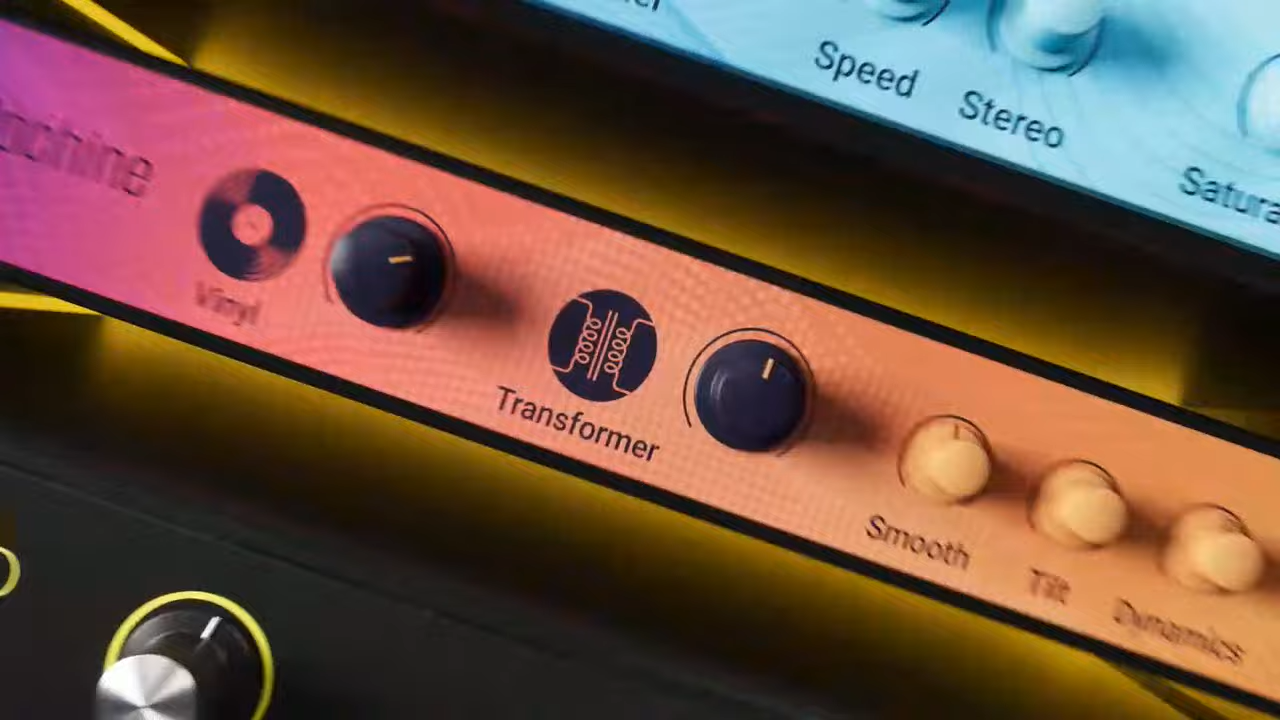 Speed
Stereo
Vinyl
Transformer
Smooth
Tilt
Dynamics